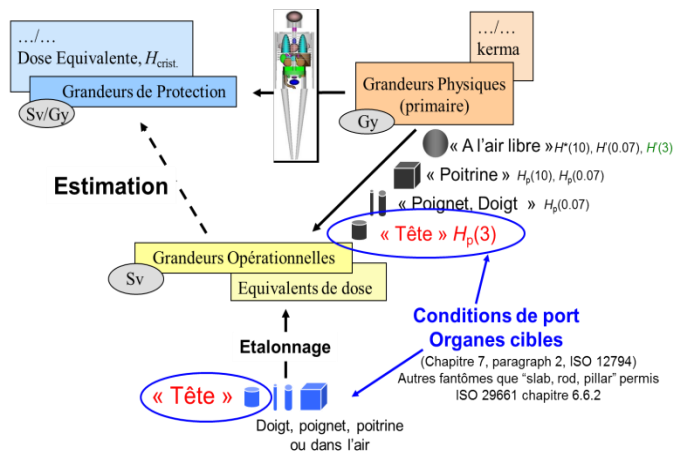 …/…
Dose Equivalente, Hcrist.
Grandeurs de Protection
Sv/Gy
…/…
kerma
Grandeurs Physiques
(primaire)
Gy
« A l’air libre »H*(10), H’(0.07), H’(3)
« Poitrine » Hp(10), Hp(0.07)
« Poignet, Doigt » Hp(0.07)
« Tête » Hp(3)
Estimation
Grandeurs Opérationnelles
Sv
Equivalents de dose
Etalonnage
Conditions de port
Organes cibles
(Chapitre 7, paragraph 2, ISO 12794)
Autres fantômes que “slab, rod, pillar” permis
ISO 29661 chapitre 6.6.2
« Tête »
Doigt, poignet, poitrine
ou dans l’air